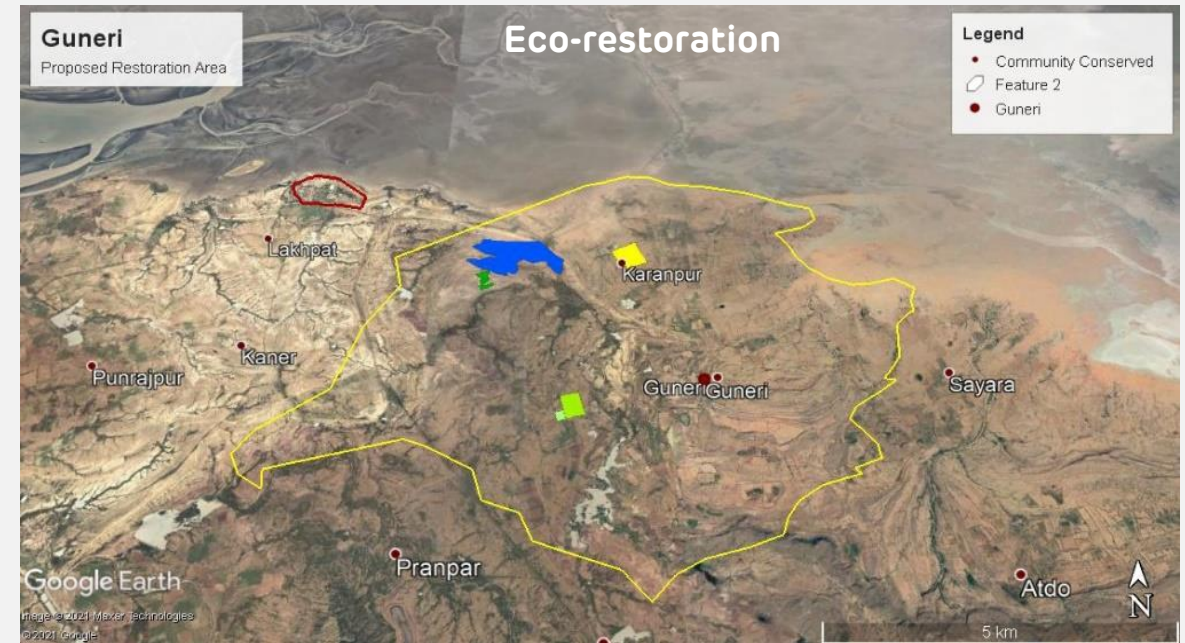 Guneri
Proposed Restoration Area
Eco-restoration
Legend
Community Conserved
Feature 2
Guneri
Lakhpat
Karanpur
Kaner
Punrajpur
Guneri Guneri
Sayara
Pranpar
Atdo
Google Earth
Image © 2021 Maxar Technologies
© 2021 Google
N
5 km